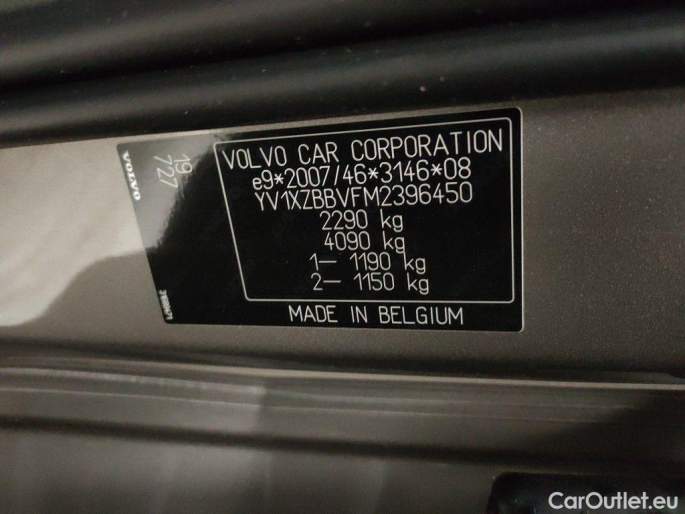 VOLVO
19
727
VOLVO CAR CORPORATION
e9*2007/46*3146*08
YV1XZBBVFM2396450
2290 kg
4090 kg
1— 1190 kg
2— 1150 kg
MADE IN BELGIUM
CarOutlet.eu